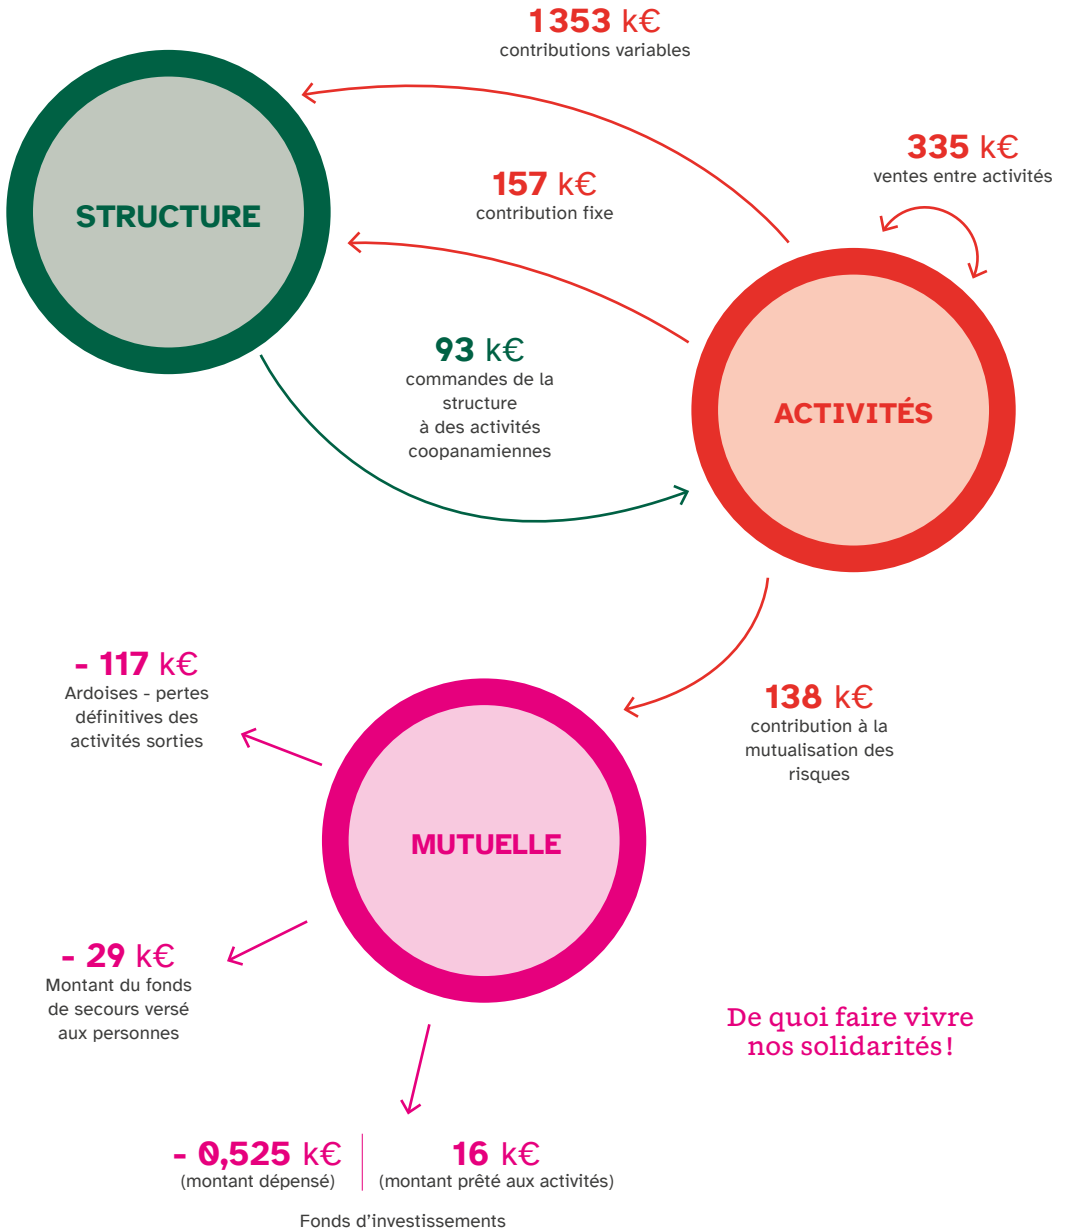 1 353 k€
contributions variables
335 k€
ventes entre activités
157 k€
contribution fixe
STRUCTURE
93 k€
commandes de la
structure
à des activités
coopanamiennes
ACTIVITÉS
- 117 k€
Ardoises - pertes
définitives des
activités sorties
138 k€
contribution à la
mutualisation des
risques
MUTUELLE
- 29 k€
Montant du fonds
de secours versé
aux personnes
De quoi faire vivre
nos solidarités !
- 0,525 k€
(montant dépensé)
16 k€
(montant prêté aux activités)
Fonds d’investissements